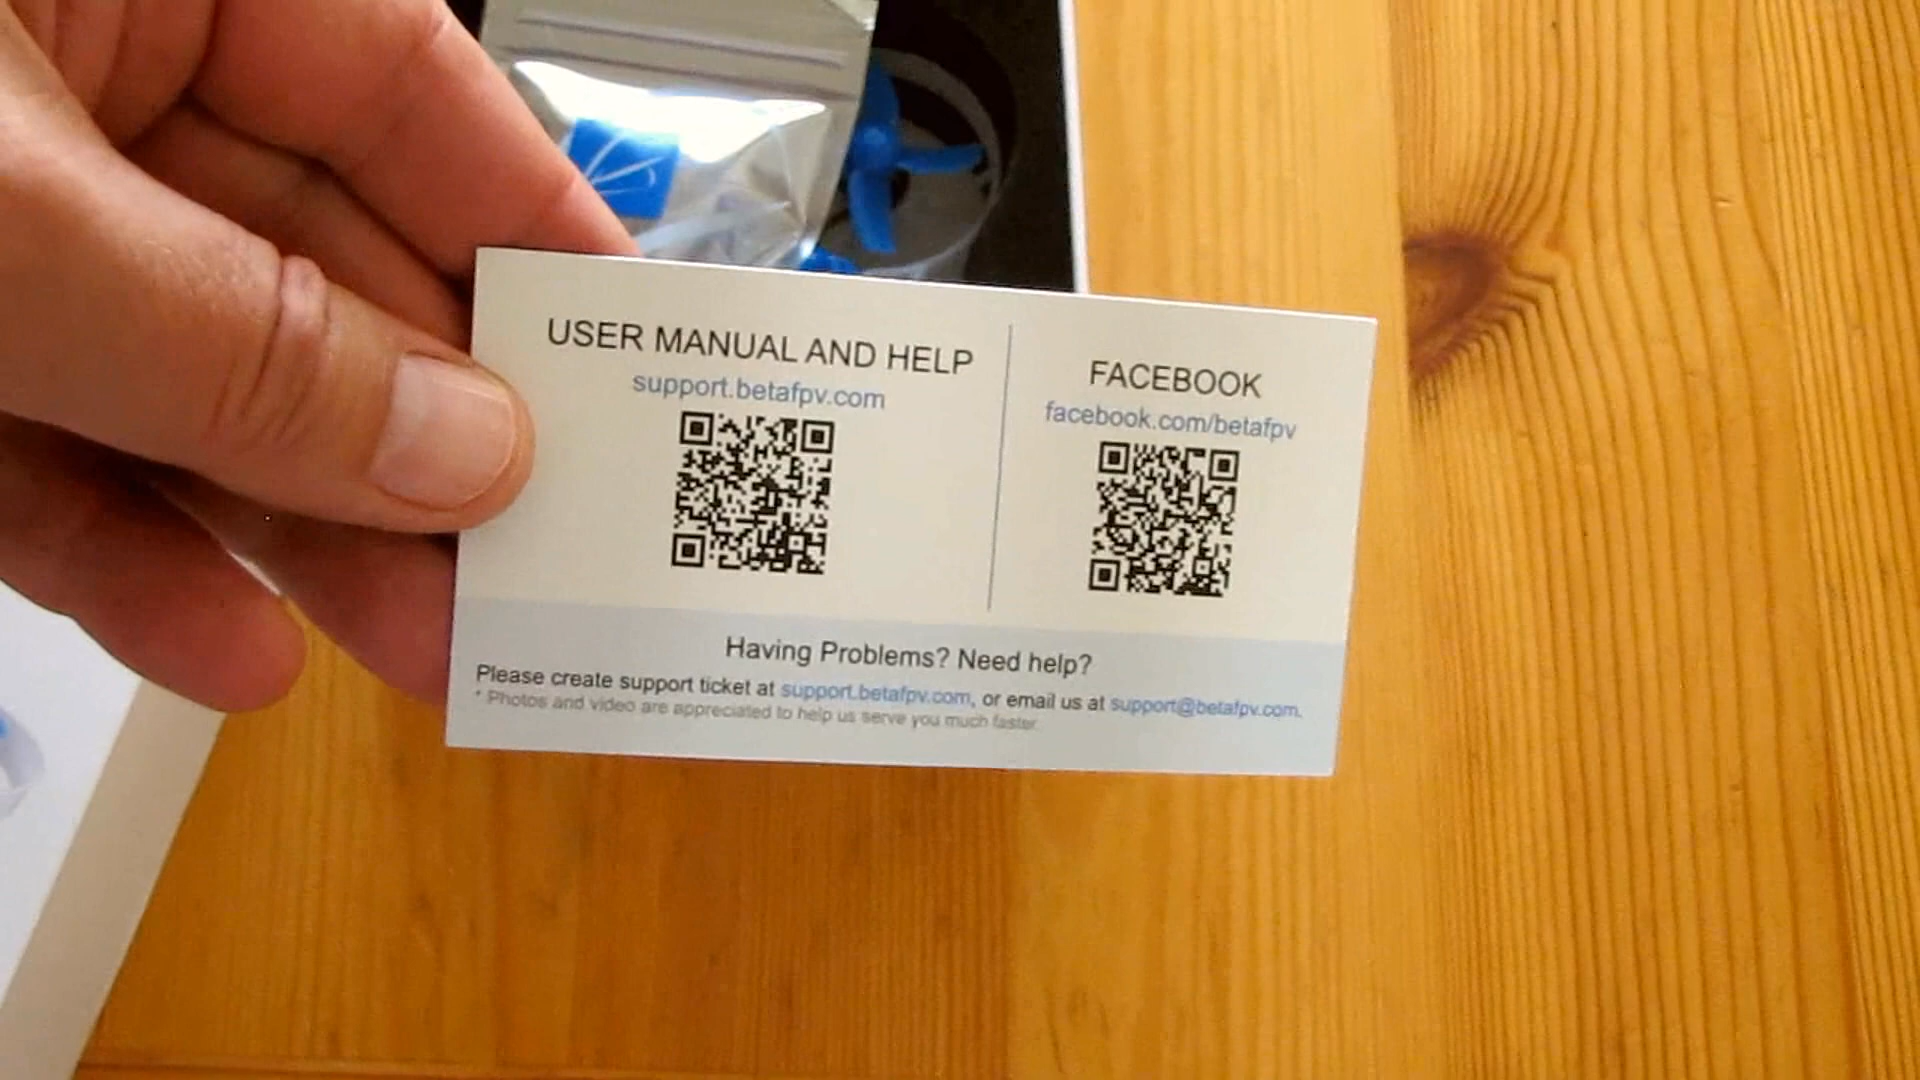 USER MANUAL AND HELP
support.betafpv.com
FACEBOOK
facebook.com/betafpv
Having Problems? Need help?
Please create support ticket at support.betafpv.com, or email us at support@betafpv.com.
* Photos and video are appreciated to help us serve you much faster.